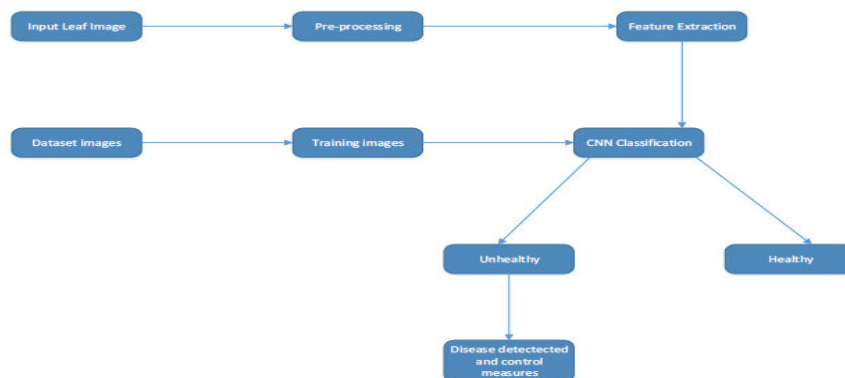 Input Leaf Image
Pre-processing
Feature Extraction
Dataset images
Training images
CNN Classification
Unhealthy
Healthy
Disease detectected
and control
measures